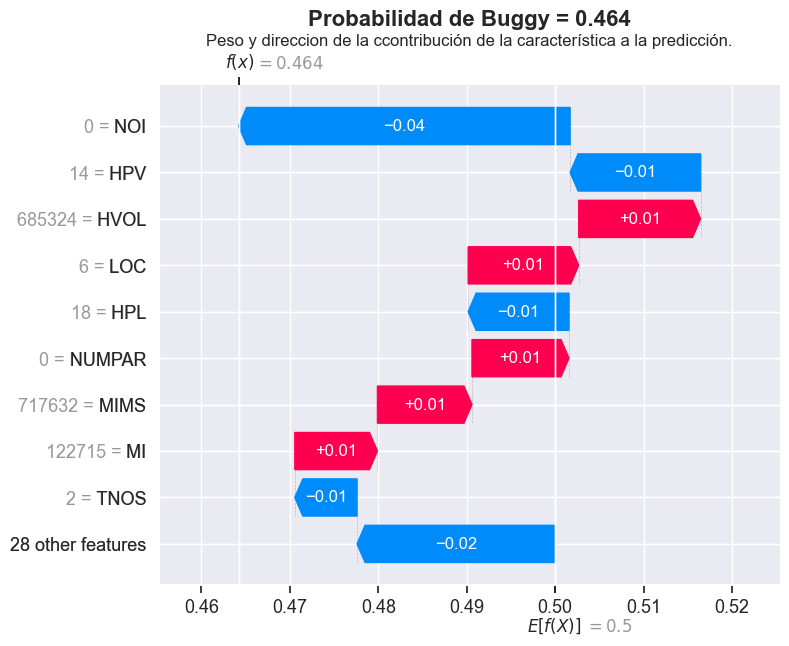 Probabilidad de Buggy = 0.464
Peso y direccion de la ccontribución de la característica a la predicción.
f(x) = 0.464
0 = NOI
−0.04
14 = HPV
−0.01
685324 = HVOL
+0.01
6 = LOC
+0.01
18 = HPL
−0.01
0 = NUMPAR
+0.01
717632 = MIMS
+0.01
122715 = MI
+0.01
2 = TNOS
−0.01
28 other features
−0.02
0.46 0.47 0.48 0.49 0.50 0.51 0.52
E[f(X)] = 0.5